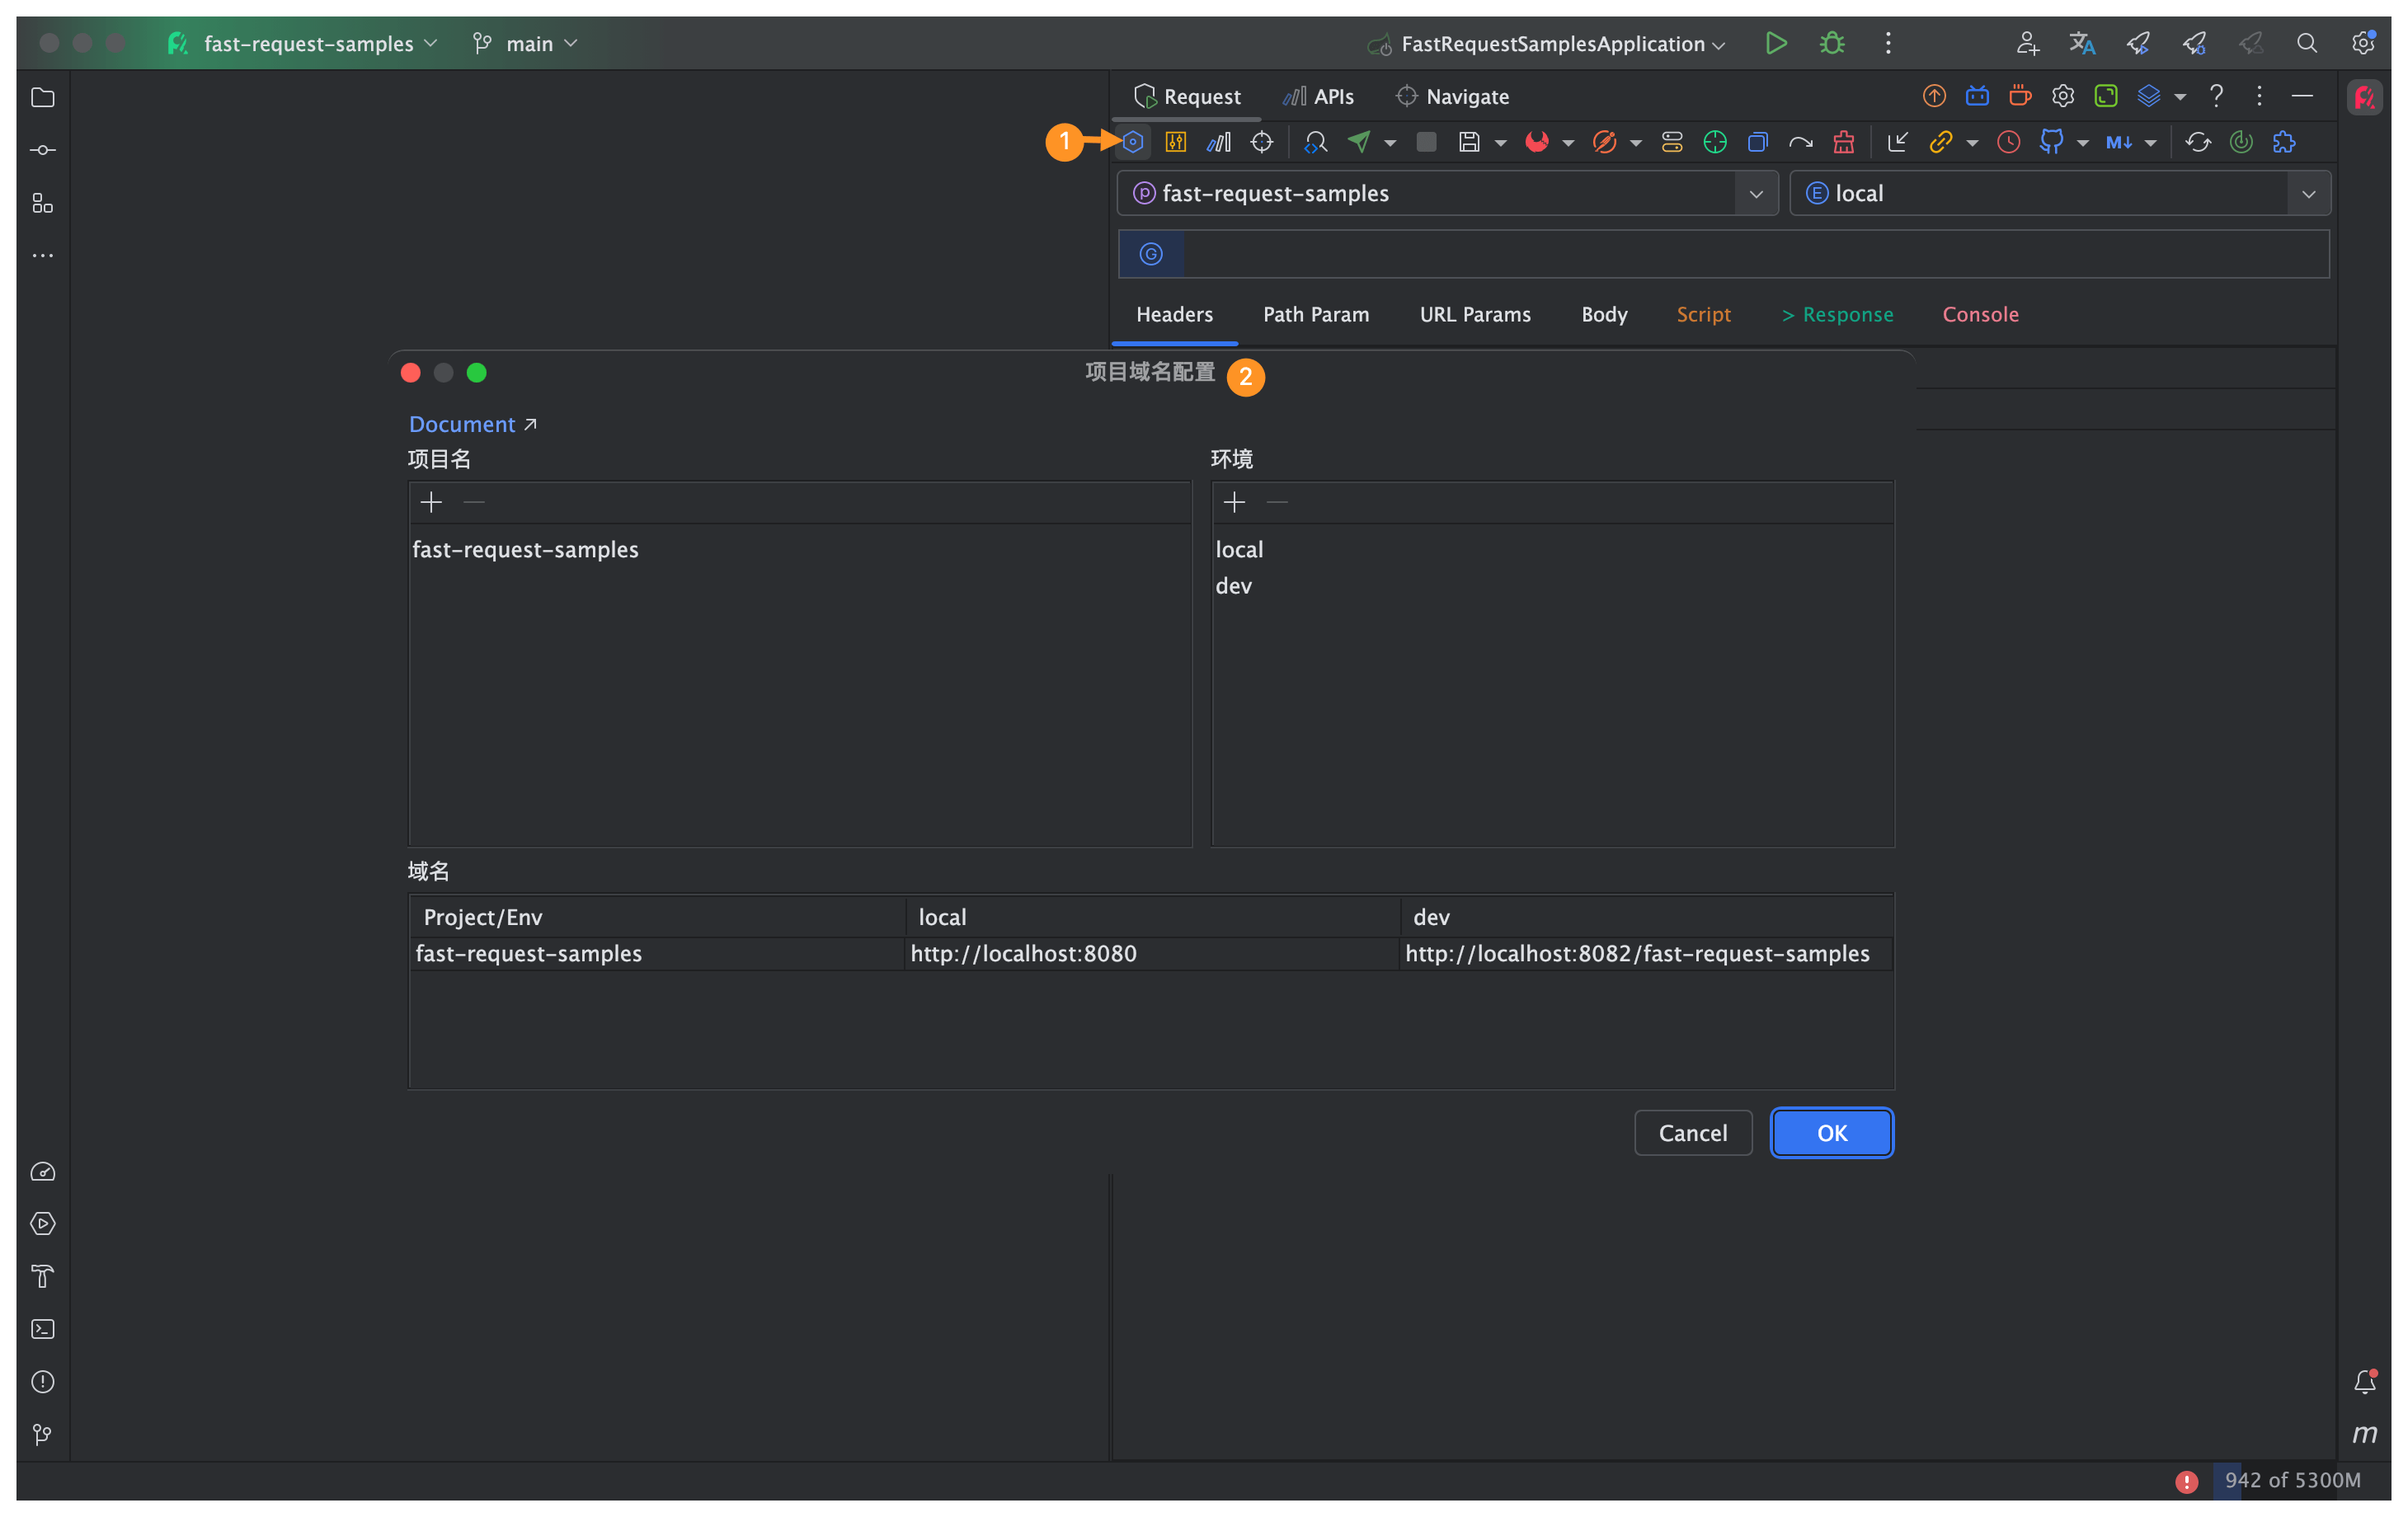 fast-request-samples main FastRequestSamplesApplication
Request APIs Navigate
1
M↓
P fast-request-samples E local
G
Headers Path Param URL Params Body Script > Response Console
项目域名配置 2
Document ↗
项目名 环境
fast-request-samples local
dev
域名
Project/Env local dev
fast-request-samples http://localhost:8080 http://localhost:8082/fast-request-samples
Cancel OK
m
942 of 5300M